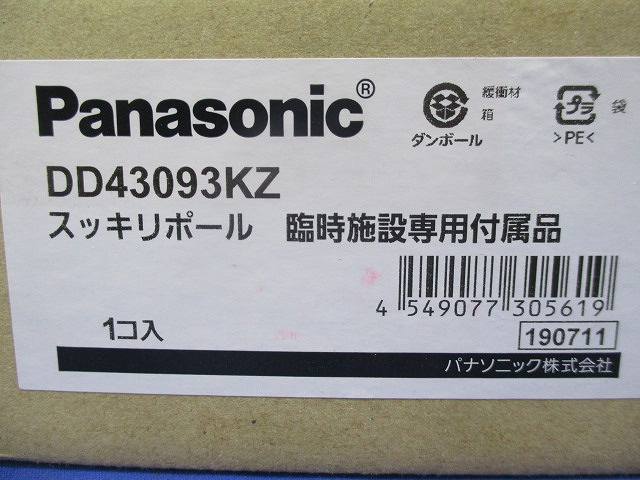 Panasonic®
ダンボール
緩衝材
箱
プラ
>PE<
袋
DD43093KZ
スッキリポール 臨時施設専用付属品
4 549077 305619
1コ入
190711
パナソニック株式会社